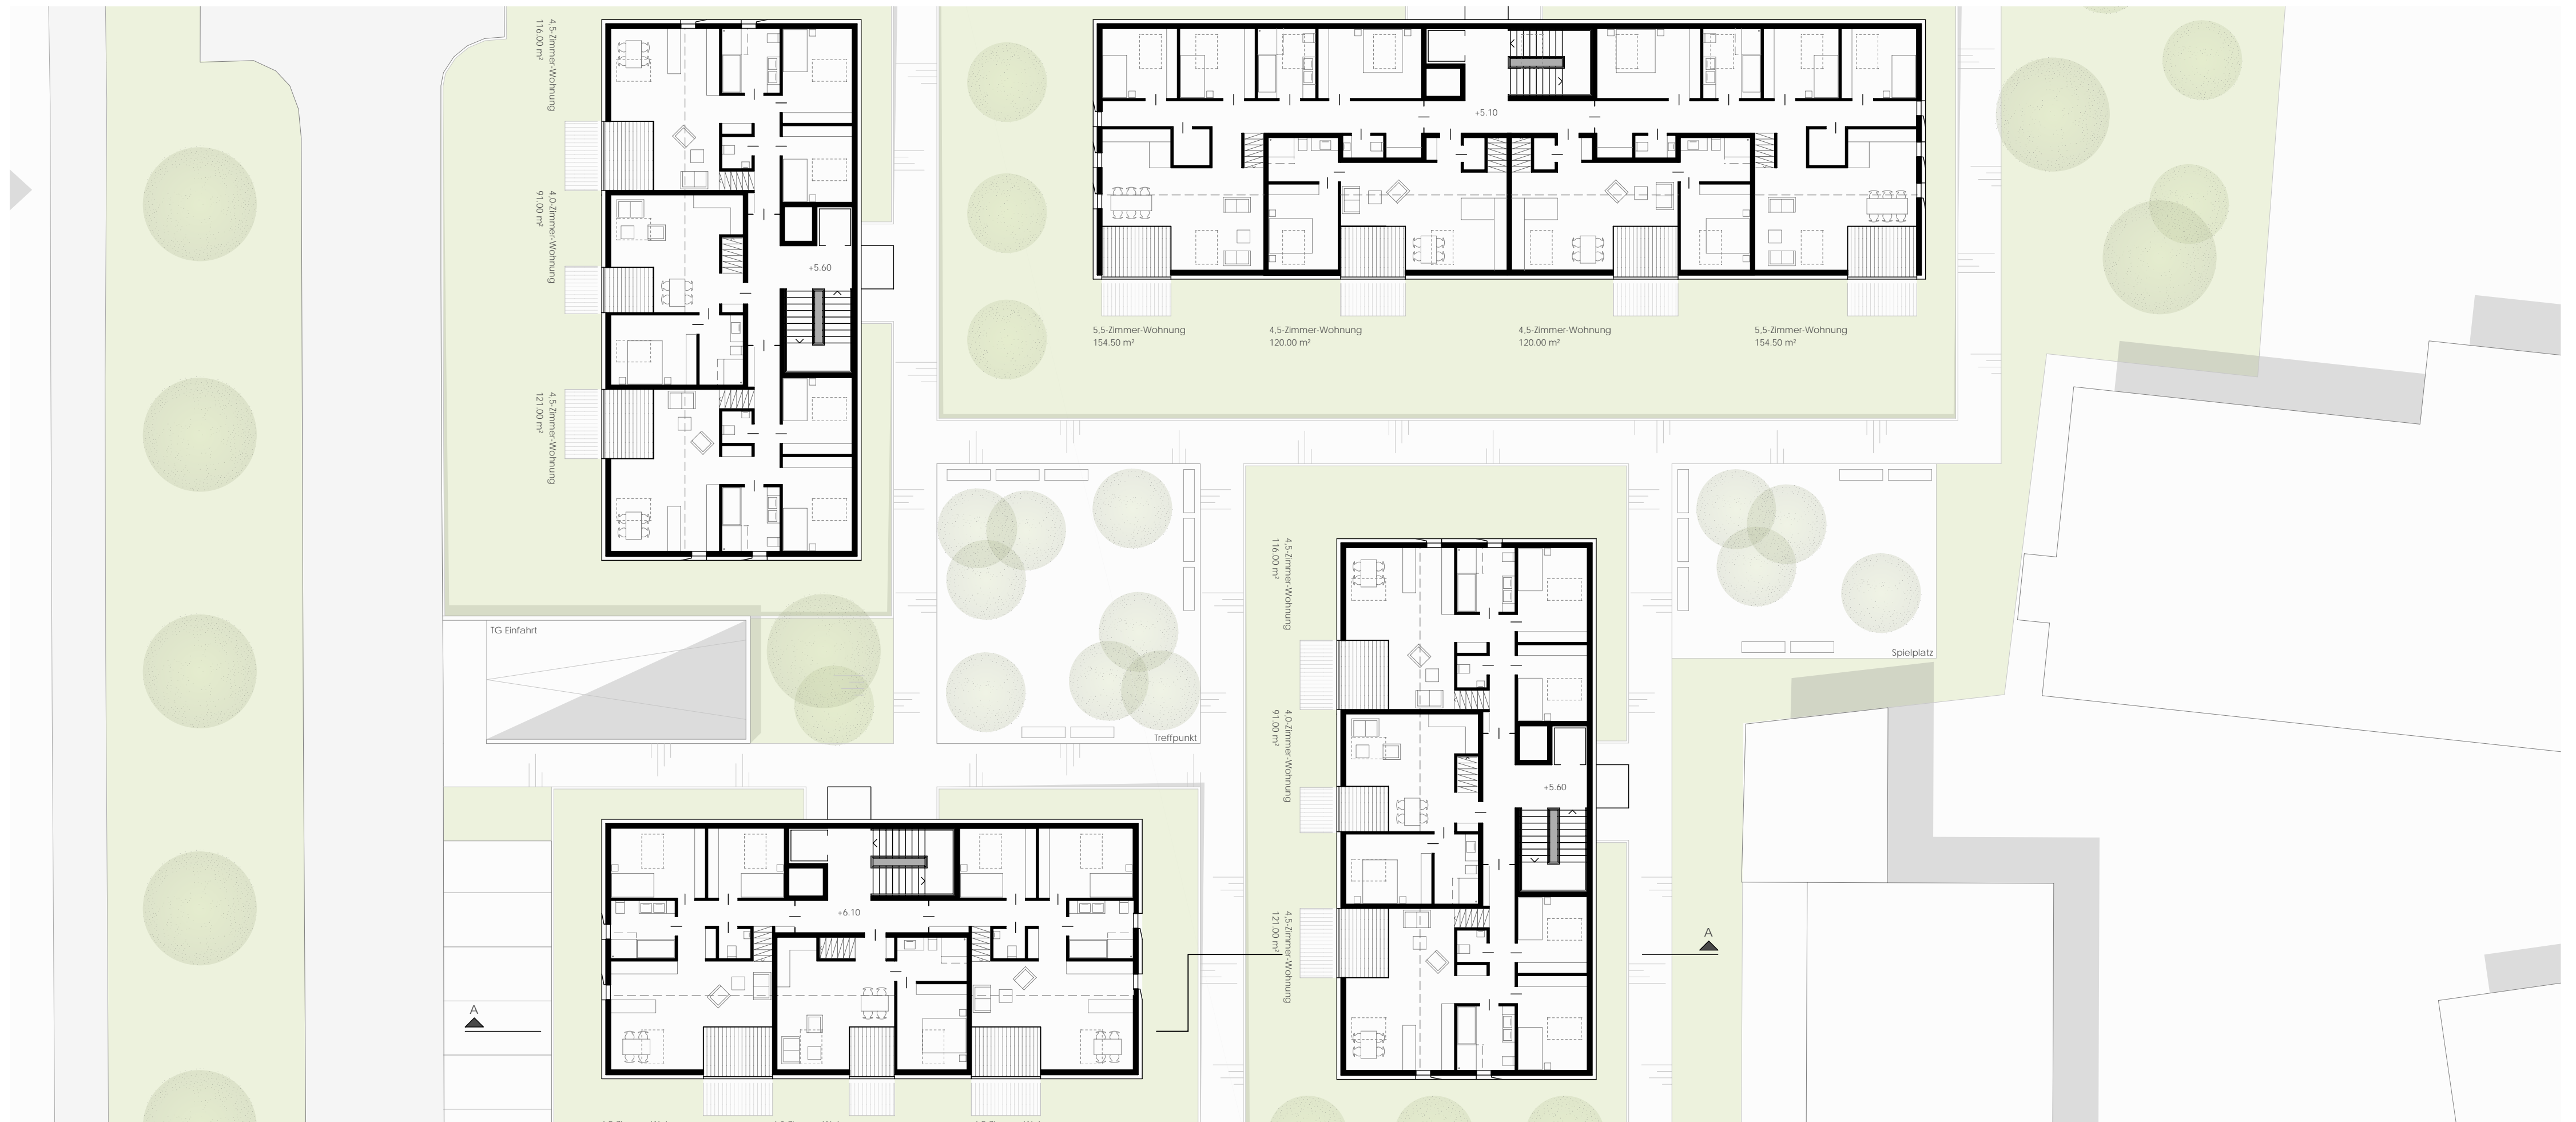 4,5-Zimmer-Wohnung
116.00 m²
4,0-Zimmer-Wohnung
91.00 m²
4,5-Zimmer-Wohnung
121.00 m²
+5.60
+5.10
5,5-Zimmer-Wohnung
154.50 m²
4,5-Zimmer-Wohnung
120.00 m²
4,5-Zimmer-Wohnung
120.00 m²
5,5-Zimmer-Wohnung
154.50 m²
TG Einfahrt
Treffpunkt
Spielplatz
4,5-Zimmer-Wohnung
116.00 m²
4,0-Zimmer-Wohnung
91.00 m²
4,5-Zimmer-Wohnung
121.00 m²
+5.60
+6.10
A
A